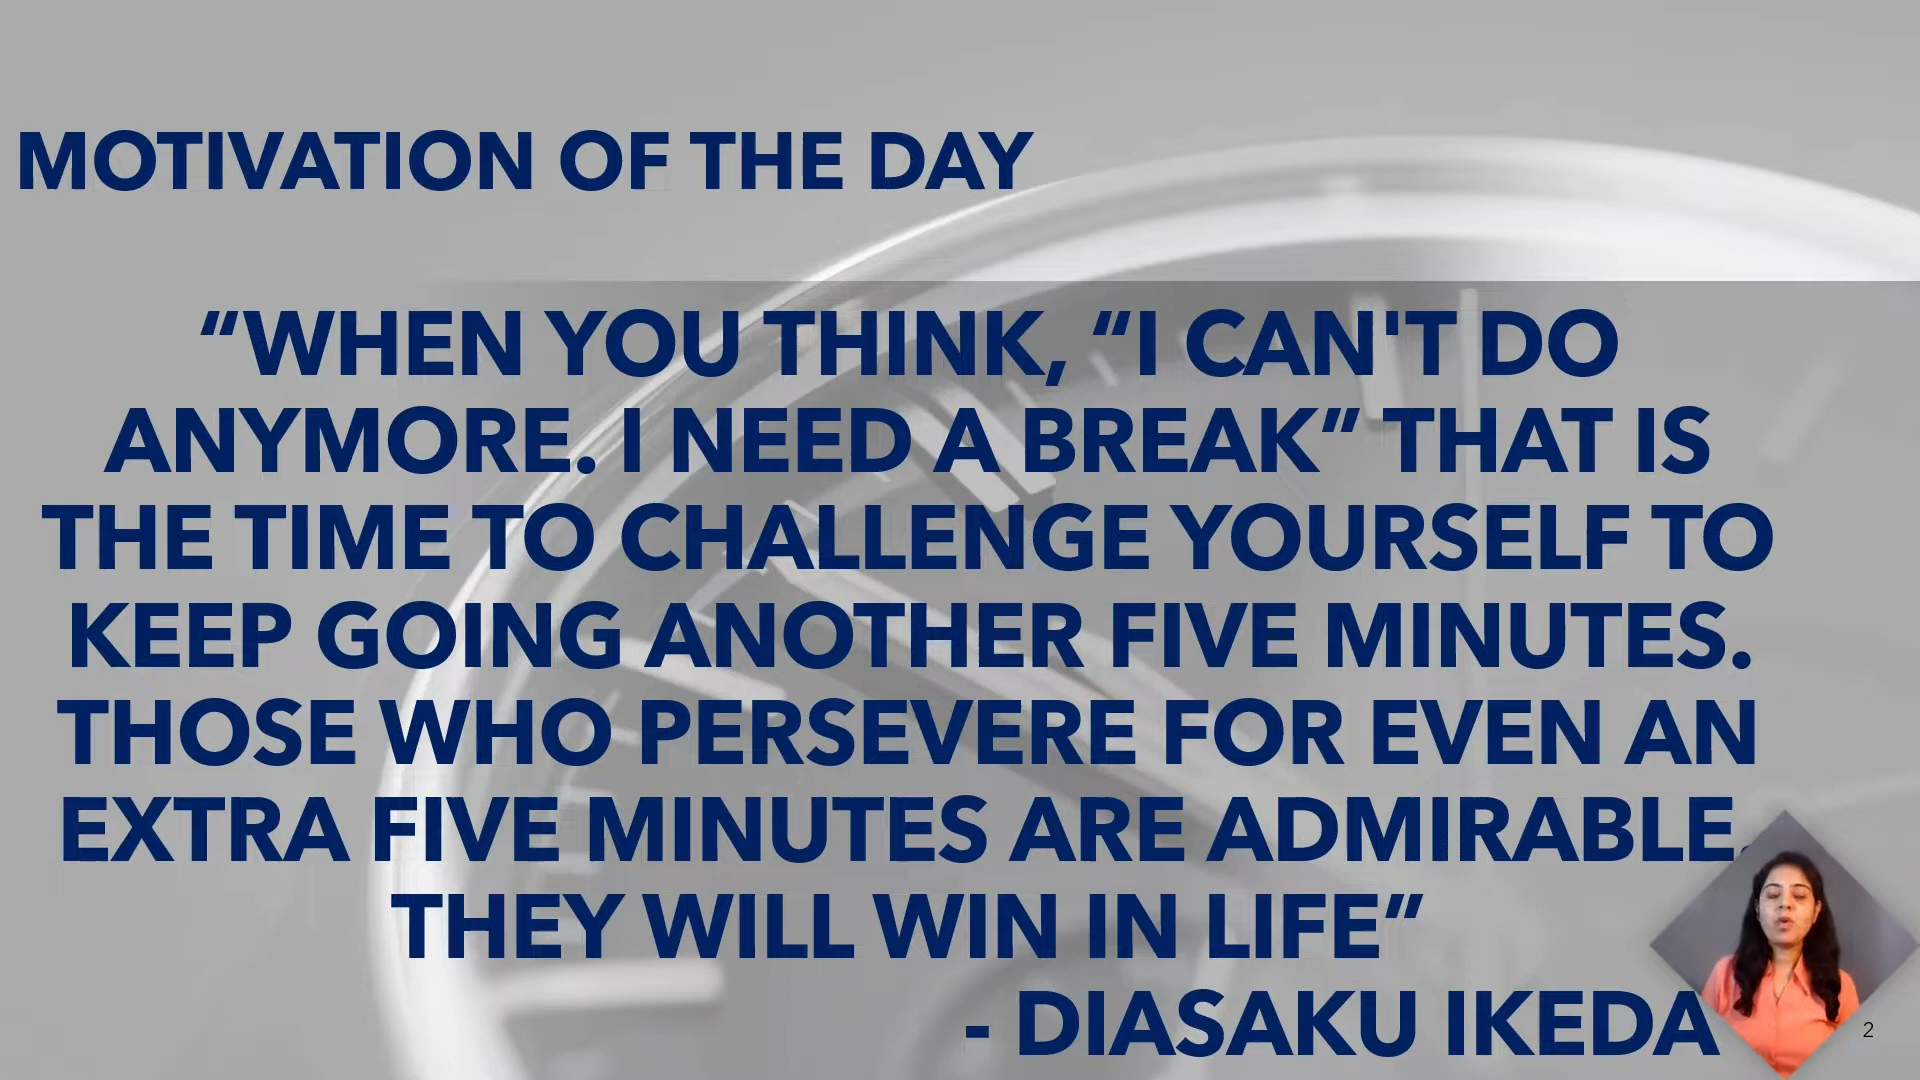 MOTIVATION OF THE DAY
“WHEN YOU THINK, “I CAN'T DO
ANYMORE. I NEED A BREAK” THAT IS
THE TIME TO CHALLENGE YOURSELF TO
KEEP GOING ANOTHER FIVE MINUTES.
THOSE WHO PERSEVERE FOR EVEN AN
EXTRA FIVE MINUTES ARE ADMIRABLE.
THEY WILL WIN IN LIFE”
- DIASAKU IKEDA
2